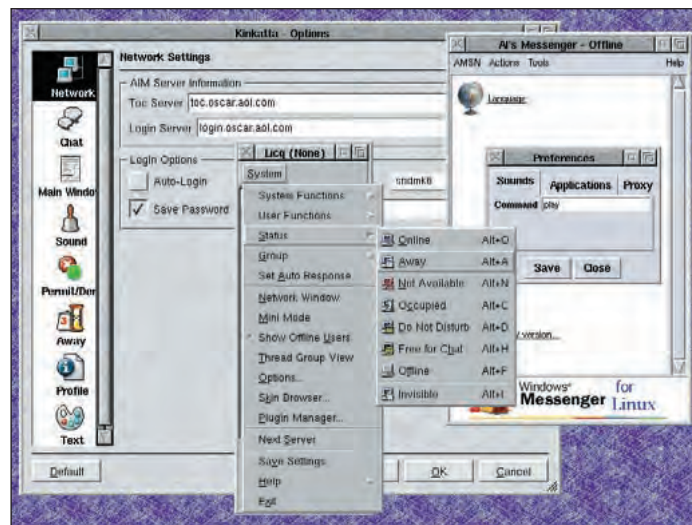 Kinkatta - Options
Network Settings
AIM Server Information
Toc Server toc.oscar.aol.com
Login Server login.oscar.aol.com
Login Options
Auto-Login
Save Password
Network
Chat
Main Windo
Sound
Permit/Den
Away
Profile
Text
Default
OK
Cancel
Licq (None)
System
System Functions
User Functions
Status
Group
Set Auto Response
Network Window
Mini Mode
Show Offline Users
Thread Group View
Options...
Skin Browser...
Plugin Manager...
Next Server
Save Settings
Help
Exit
Online Alt+O
Away Alt+A
Not Available Alt+N
Occupied Alt+C
Do Not Disturb Alt+D
Free for Chat Alt+H
Offline Alt+F
Invisible Alt+I
Al's Messenger - Offline
AMSN Actions Tools Help
Language
Preferences
Sounds Applications Proxy
Command play
Save Close
version...
Windows for
Messenger Linux